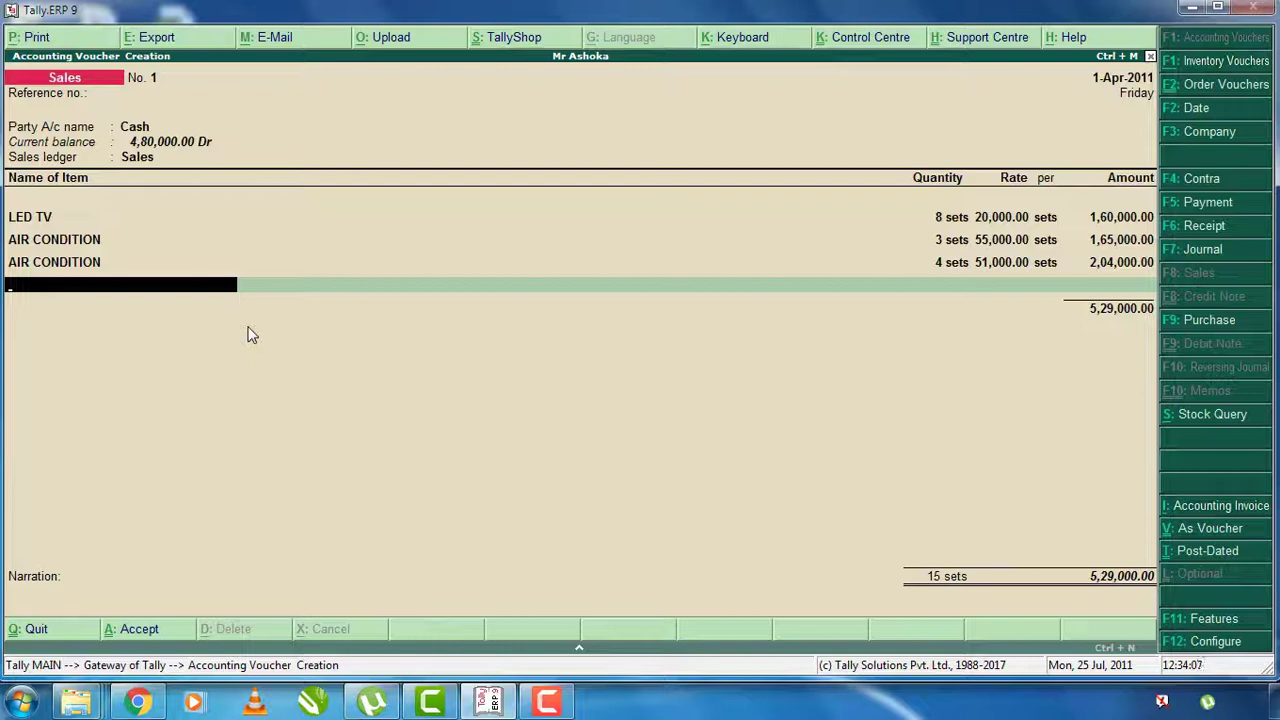 Tally.ERP 9
P: Print E: Export M: E-Mail O: Upload S: TallyShop G: Language K: Keyboard K: Control Centre H: Support Centre H: Help
Accounting Voucher Creation Mr Ashoka Ctrl + M
Sales No. 1 1-Apr-2011
Reference no.: Friday
Party A/c name : Cash
Current balance : 4,80,000.00 Dr
Sales ledger : Sales
Name of Item Quantity Rate per Amount
LED TV 8 sets 20,000.00 sets 1,60,000.00
AIR CONDITION 3 sets 55,000.00 sets 1,65,000.00
AIR CONDITION 4 sets 51,000.00 sets 2,04,000.00
5,29,000.00
Narration: 15 sets 5,29,000.00
F1: Accounting Vouchers
F1: Inventory Vouchers
F2: Order Vouchers
F2: Date
F3: Company
F4: Contra
F5: Payment
F6: Receipt
F7: Journal
F8: Sales
F8: Credit Note
F9: Purchase
F9: Debit Note
F10: Reversing Journal
F10: Memos
S: Stock Query
I: Accounting Invoice
V: As Voucher
T: Post-Dated
L: Optional
F11: Features
F12: Configure
Q: Quit A: Accept D: Delete X: Cancel
Ctrl + N
Tally MAIN --> Gateway of Tally --> Accounting Voucher Creation (c) Tally Solutions Pvt. Ltd., 1988-2017 Mon, 25 Jul, 2011 12:34:07